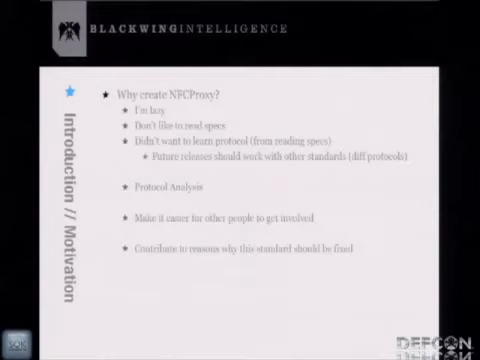 BLACKWINGINTELLIGENCE
Introduction // Motivation
Why create NFCProxy?
I'm lazy
Don't like to read specs
Didn't want to learn protocol (from reading specs)
Future releases should work with other standards (diff protocols)
Protocol Analysis
Make it easier for other people to get involved
Contribute to reasons why this standard should be fixed
DEFCON